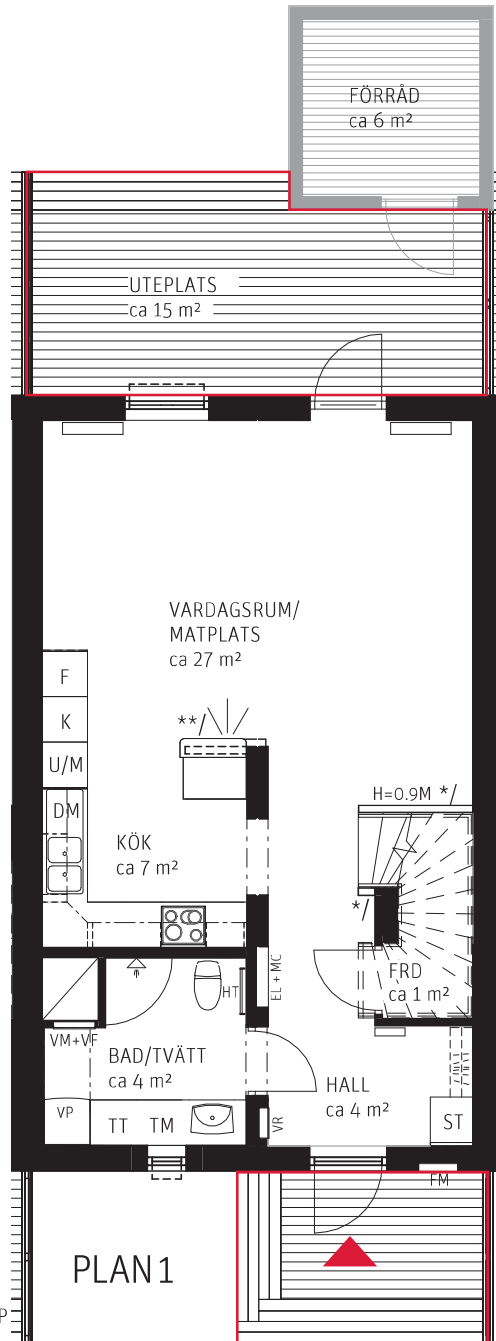 FÖRRÅD
ca 6 m²
UTEPLATS
ca 15 m²
VARDAGSRUM/
MATPLATS
ca 27 m²
F
K
**/
U/M
H=0.9M */
DM
KÖK
ca 7 m²
*/
EL + MC
FRD
ca 1 m²
HT
VM+VF
BAD/TVÄTT
ca 4 m²
HALL
ca 4 m²
VP
TT
TM
VR
ST
FM
PLAN1
P